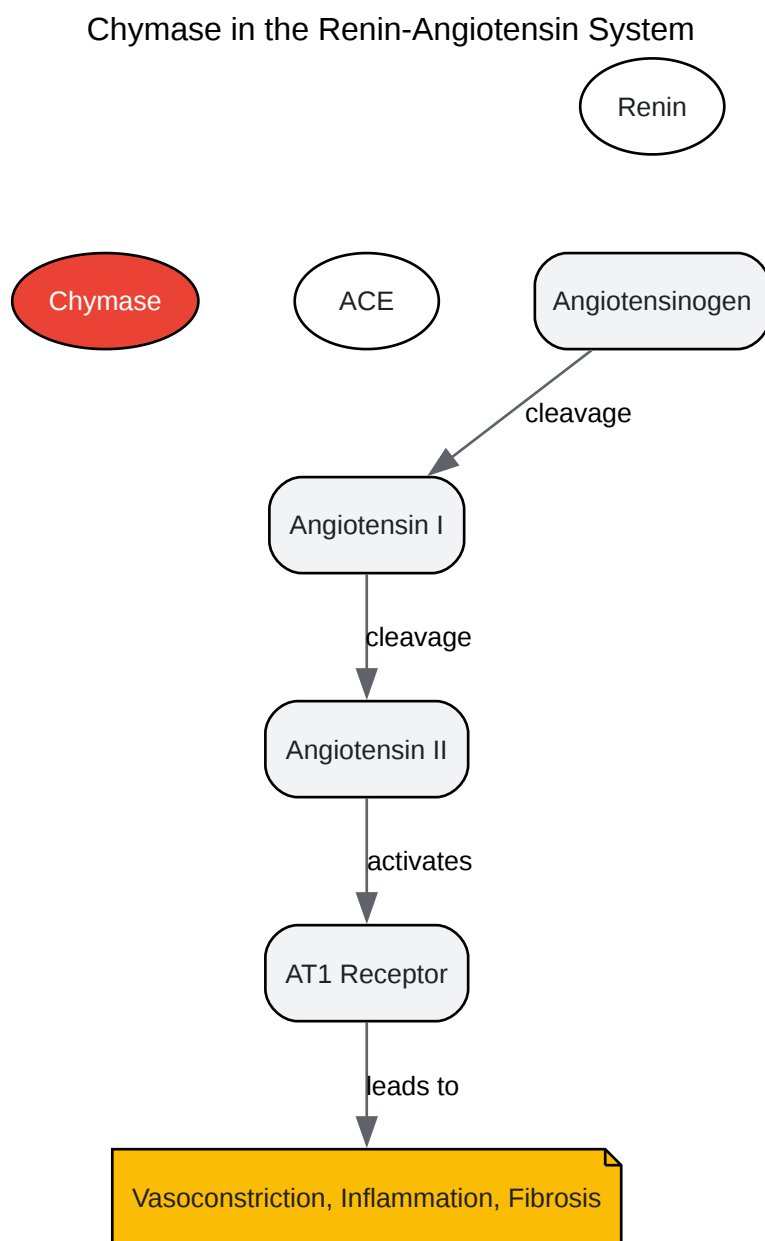 Chymase in the Renin-Angiotensin System
Renin
Chymase
ACE
Angiotensinogen
cleavage
Angiotensin I
cleavage
Angiotensin II
activates
AT1 Receptor
leads to
Vasoconstriction, Inflammation, Fibrosis